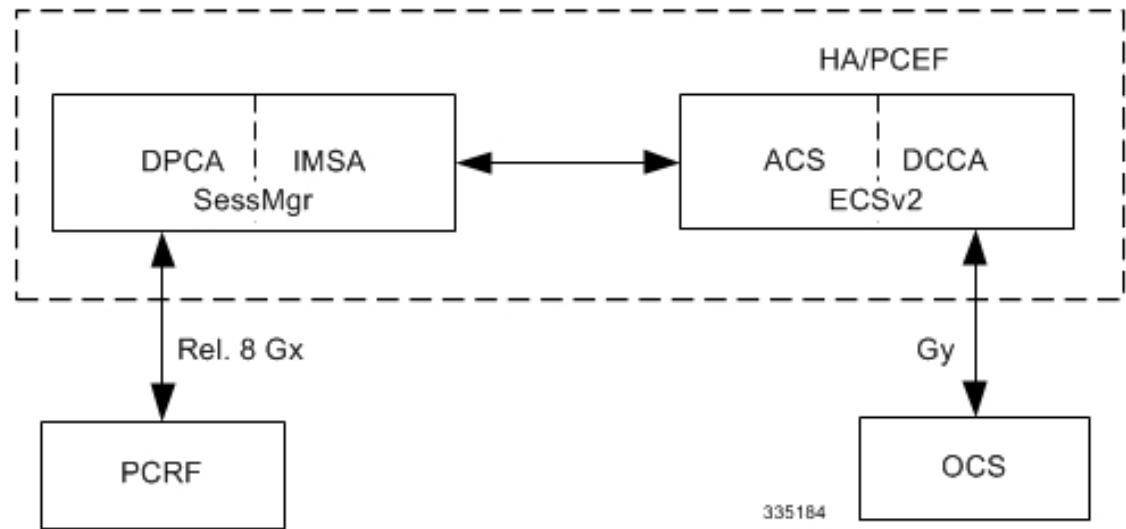 HA/PCEF
DPCA IMSA
SessMgr
ACS DCCA
ECSv2
Rel. 8 Gx
Gy
PCRF
OCS
335184